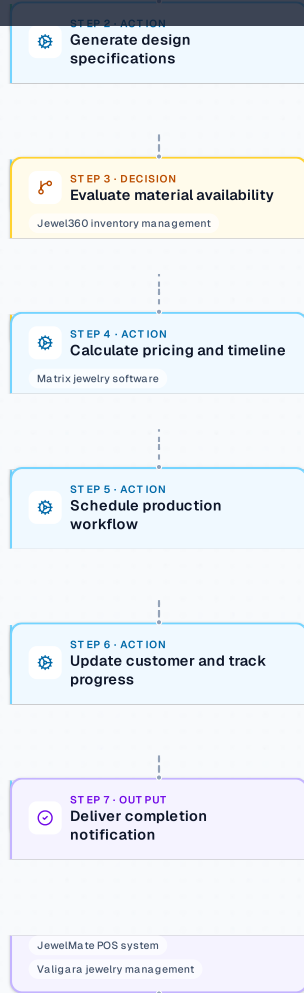 STEP 2 · ACTION
Generate design
specifications
STEP 3 · DECISION
Evaluate material availability
Jewel360 inventory management
STEP 4 · ACTION
Calculate pricing and timeline
Matrix jewelry software
STEP 5 · ACTION
Schedule production
workflow
STEP 6 · ACTION
Update customer and track
progress
STEP 7 · OUTPUT
Deliver completion
notification
JewelMate POS system
Valigara jewelry management